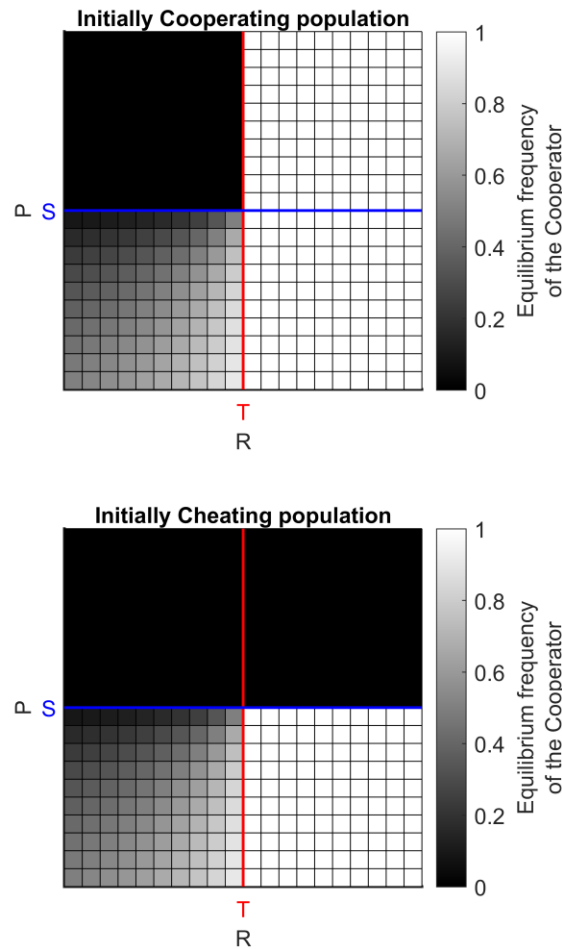 Initially Cooperating population
P
S
T
R
1
0.8
0.6
0.4
0.2
0
Equilibrium frequency
of the Cooperator
Initially Cheating population
P
S
T
R
1
0.8
0.6
0.4
0.2
0
Equilibrium frequency
of the Cooperator